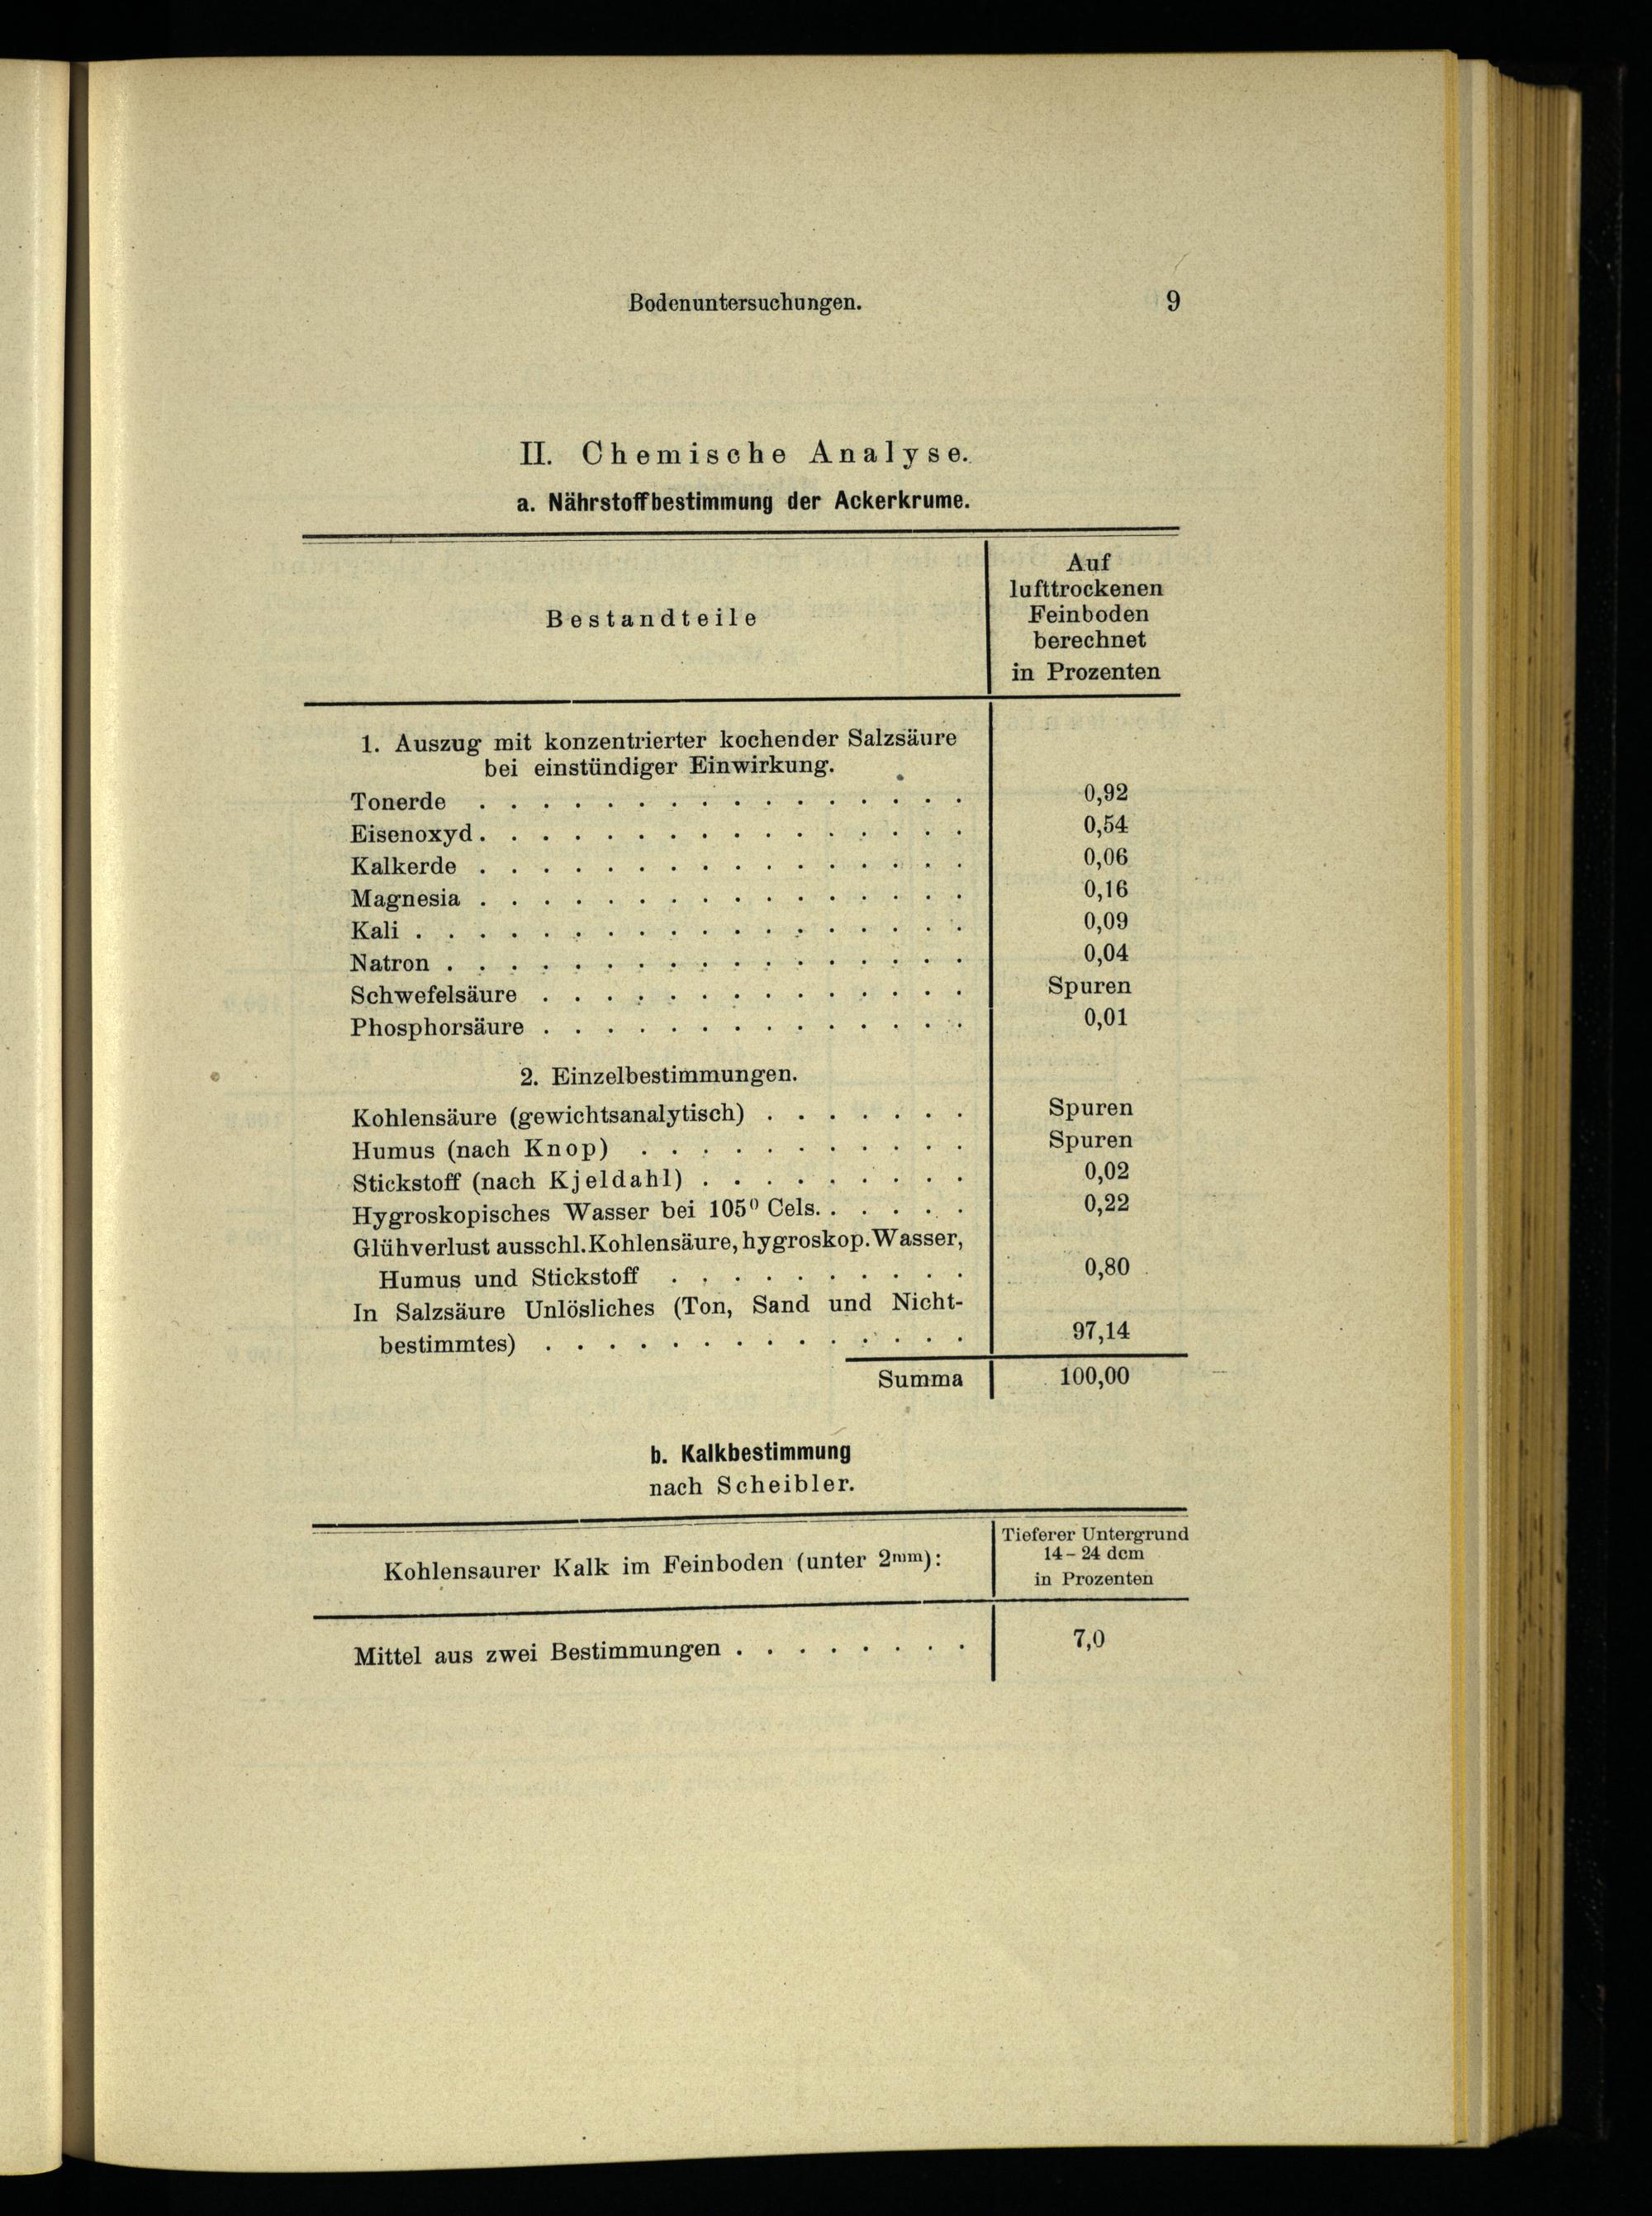 Bodenuntersuchungen. 9
II. Chemische Analyse.
a. Nährstoffbestimmung der Ackerkrume.
Bestandteile
Auf
lufttrockenen
Feinboden
berechnet
in Prozenten
1. Auszug mit konzentrierter kochender Salzsäure
bei einstündiger Einwirkung.
Tonerde . . . . . . . . . . . . . . . . 0,92
Eisenoxyd. . . . . . . . . . . . . . . . 0,54
Kalkerde . . . . . . . . . . . . . . . . 0,06
Magnesia . . . . . . . . . . . . . . . . 0,16
Kali . . . . . . . . . . . . . . . . . . 0,09
Natron . . . . . . . . . . . . . . . . . 0,04
Schwefelsäure . . . . . . . . . . . . . . Spuren
Phosphorsäure . . . . . . . . . . . . . . 0,01
2. Einzelbestimmungen.
Kohlensäure (gewichtsanalytisch) . . . . . . . Spuren
Humus (nach Knop) . . . . . . . . . . . Spuren
Stickstoff (nach Kjeldahl) . . . . . . . . . 0,02
Hygroskopisches Wasser bei 105⁰ Cels. . . . . . 0,22
Glühverlust ausschl. Kohlensäure, hygroskop. Wasser,
Humus und Stickstoff . . . . . . . . . . 0,80
In Salzsäure Unlösliches (Ton, Sand und Nicht-
bestimmtes) . . . . . . . . . . . . . . 97,14
Summa 100,00
b. Kalkbestimmung
nach Scheibler.
Kohlensaurer Kalk im Feinboden (unter 2ᵐᵐ):
Tieferer Untergrund
14–24 dcm
in Prozenten
Mittel aus zwei Bestimmungen . . . . . . . . 7,0